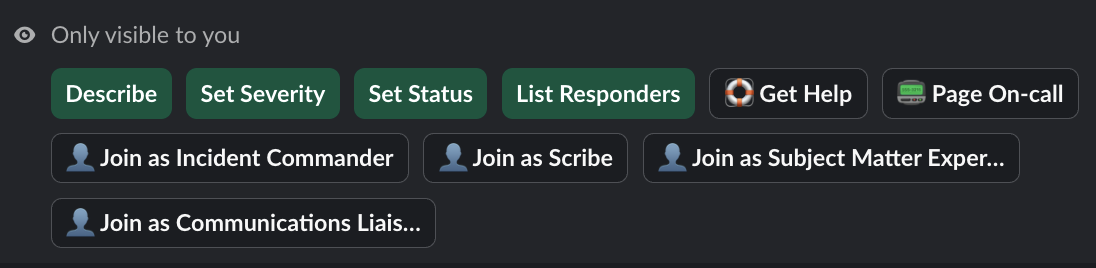 Only visible to you
Describe Set Severity Set Status List Responders Get Help Page On-call
Join as Incident Commander Join as Scribe Join as Subject Matter Exper...
Join as Communications Liais...